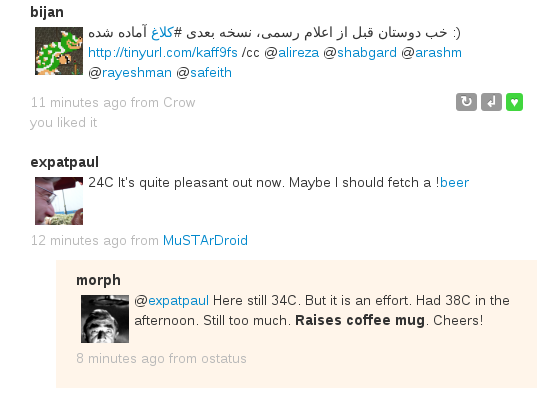 bijan
خب دوستان قبل از اعلام رسمی، نسخه بعدی #کلاغ آماده شده :)
http://tinyurl.com/kaff9fs /cc @alireza @shabgard @arashm
@rayeshman @safeith
11 minutes ago from Crow
you liked it
expatpaul
24C It's quite pleasant out now. Maybe I should fetch a !beer
12 minutes ago from MuSTArDroid
morph
@expatpaul Here still 34C. But it is an effort. Had 38C in the
afternoon. Still too much. Raises coffee mug. Cheers!
8 minutes ago from ostatus